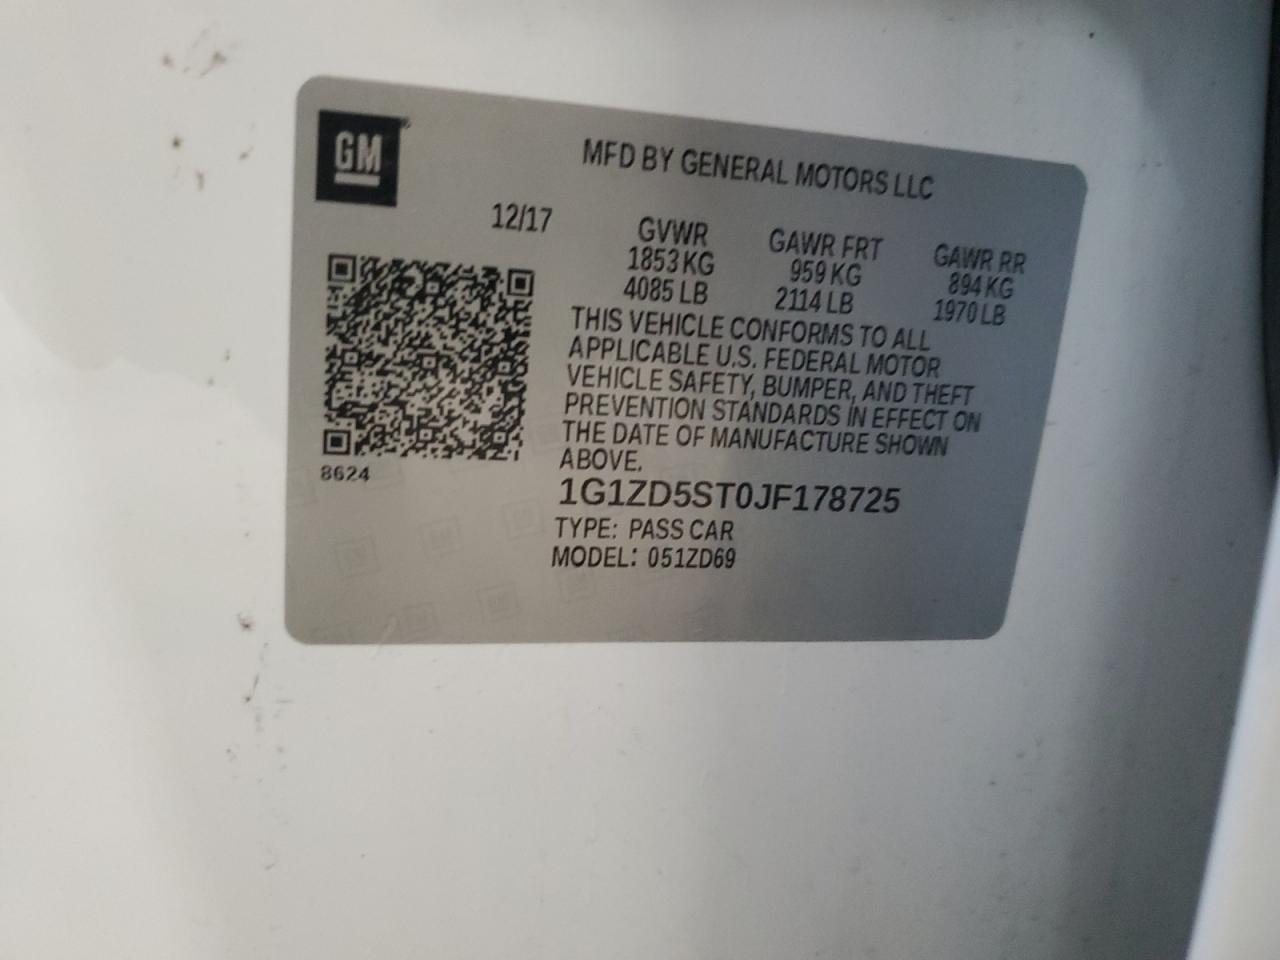 GM
MFD BY GENERAL MOTORS LLC
12/17
GVWR GAWR FRT GAWR RR
1853 KG 959 KG 894 KG
4085 LB 2114 LB 1970 LB
THIS VEHICLE CONFORMS TO ALL
APPLICABLE U.S. FEDERAL MOTOR
VEHICLE SAFETY, BUMPER, AND THEFT
PREVENTION STANDARDS IN EFFECT ON
THE DATE OF MANUFACTURE SHOWN
ABOVE.
8624
1G1ZD5ST0JF178725
TYPE: PASS CAR
MODEL: 051ZD69